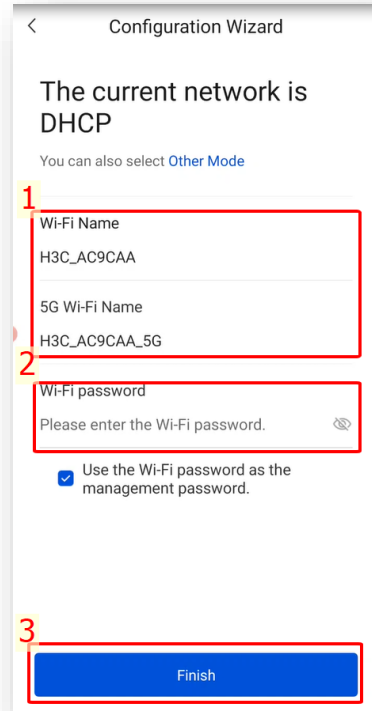 Configuration Wizard
The current network is
DHCP
You can also select Other Mode
1
Wi-Fi Name
H3C_AC9CAA
5G Wi-Fi Name
H3C_AC9CAA_5G
2
Wi-Fi password
Please enter the Wi-Fi password.
Use the Wi-Fi password as the
management password.
3
Finish